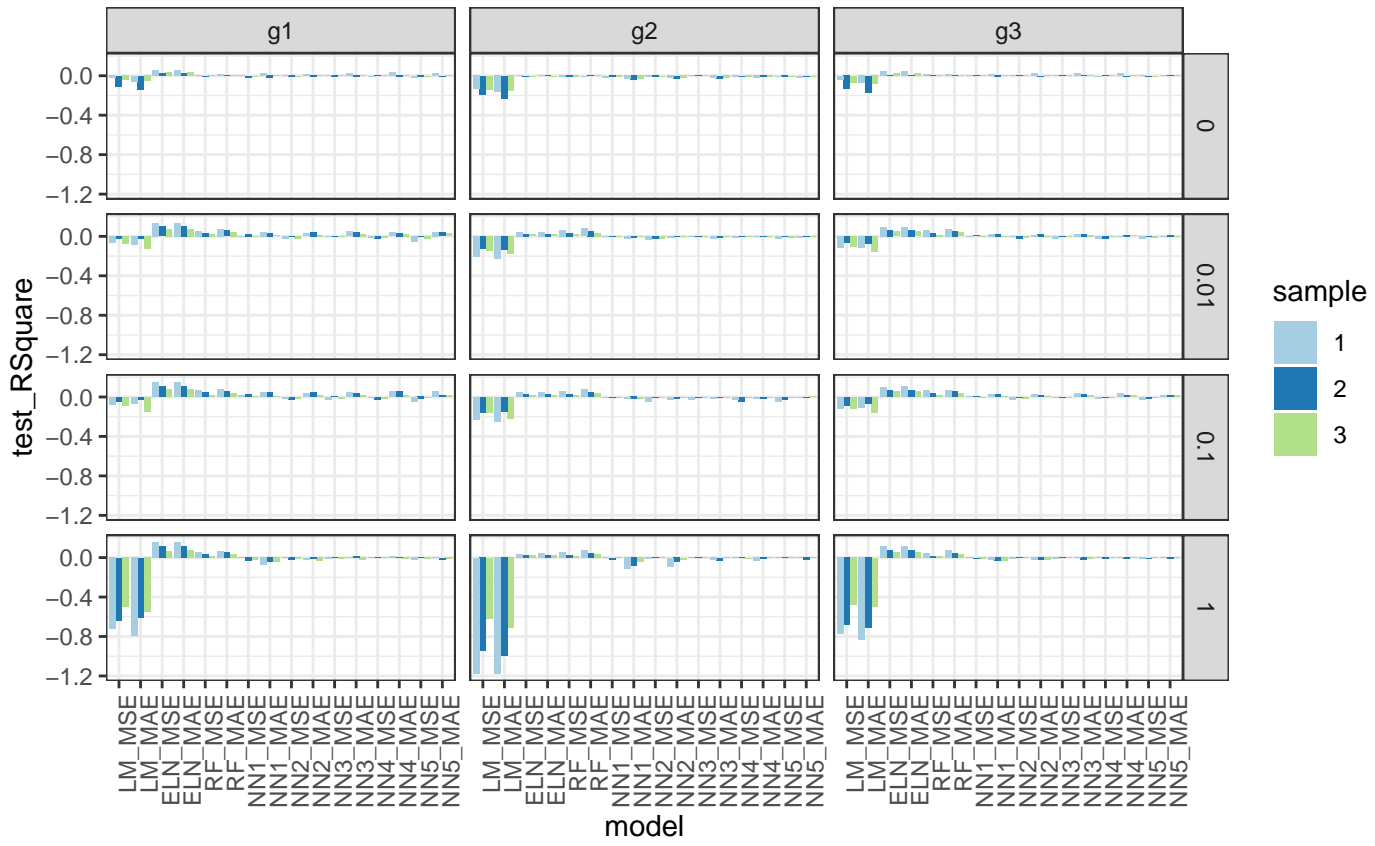 g1 g2 g3
0.0
−0.4
−0.8
−1.2
0
0.0
−0.4
−0.8
−1.2
0.01
0.0
−0.4
−0.8
−1.2
0.1
0.0
−0.4
−0.8
−1.2
1
test_RSquare
LM_MSE
LM_MAE
ELN_MSE
ELN_MAE
RF_MSE
RF_MAE
NN1_MSE
NN1_MAE
NN2_MSE
NN2_MAE
NN3_MSE
NN3_MAE
NN4_MSE
NN4_MAE
NN5_MSE
NN5_MAE
LM_MSE
LM_MAE
ELN_MSE
ELN_MAE
RF_MSE
RF_MAE
NN1_MSE
NN1_MAE
NN2_MSE
NN2_MAE
NN3_MSE
NN3_MAE
NN4_MSE
NN4_MAE
NN5_MSE
NN5_MAE
LM_MSE
LM_MAE
ELN_MSE
ELN_MAE
RF_MSE
RF_MAE
NN1_MSE
NN1_MAE
NN2_MSE
NN2_MAE
NN3_MSE
NN3_MAE
NN4_MSE
NN4_MAE
NN5_MSE
NN5_MAE
model
sample
1
2
3